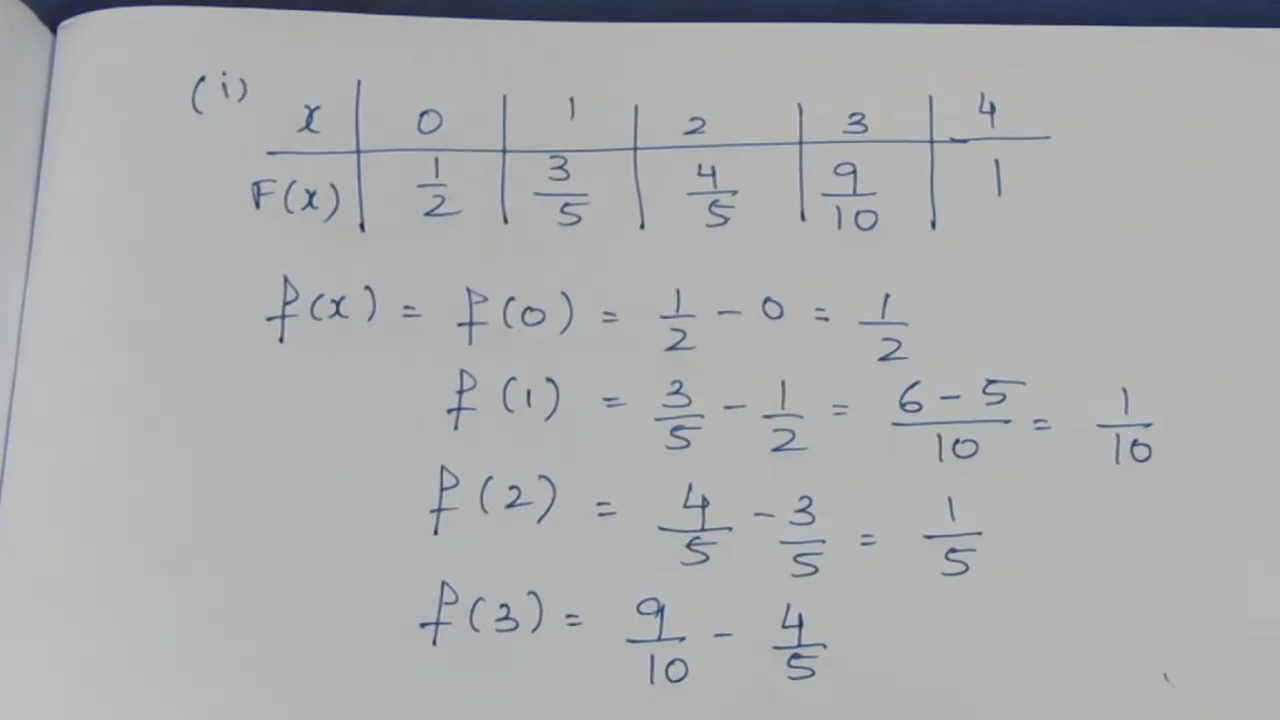 (i)
x | 0 | 1 | 2 | 3 | 4
F(x) | 1/2 | 3/5 | 4/5 | 9/10 | 1
f(x) = f(0) = 1/2 - 0 = 1/2
f(1) = 3/5 - 1/2 = (6 - 5)/10 = 1/10
f(2) = 4/5 - 3/5 = 1/5
f(3) = 9/10 - 4/5